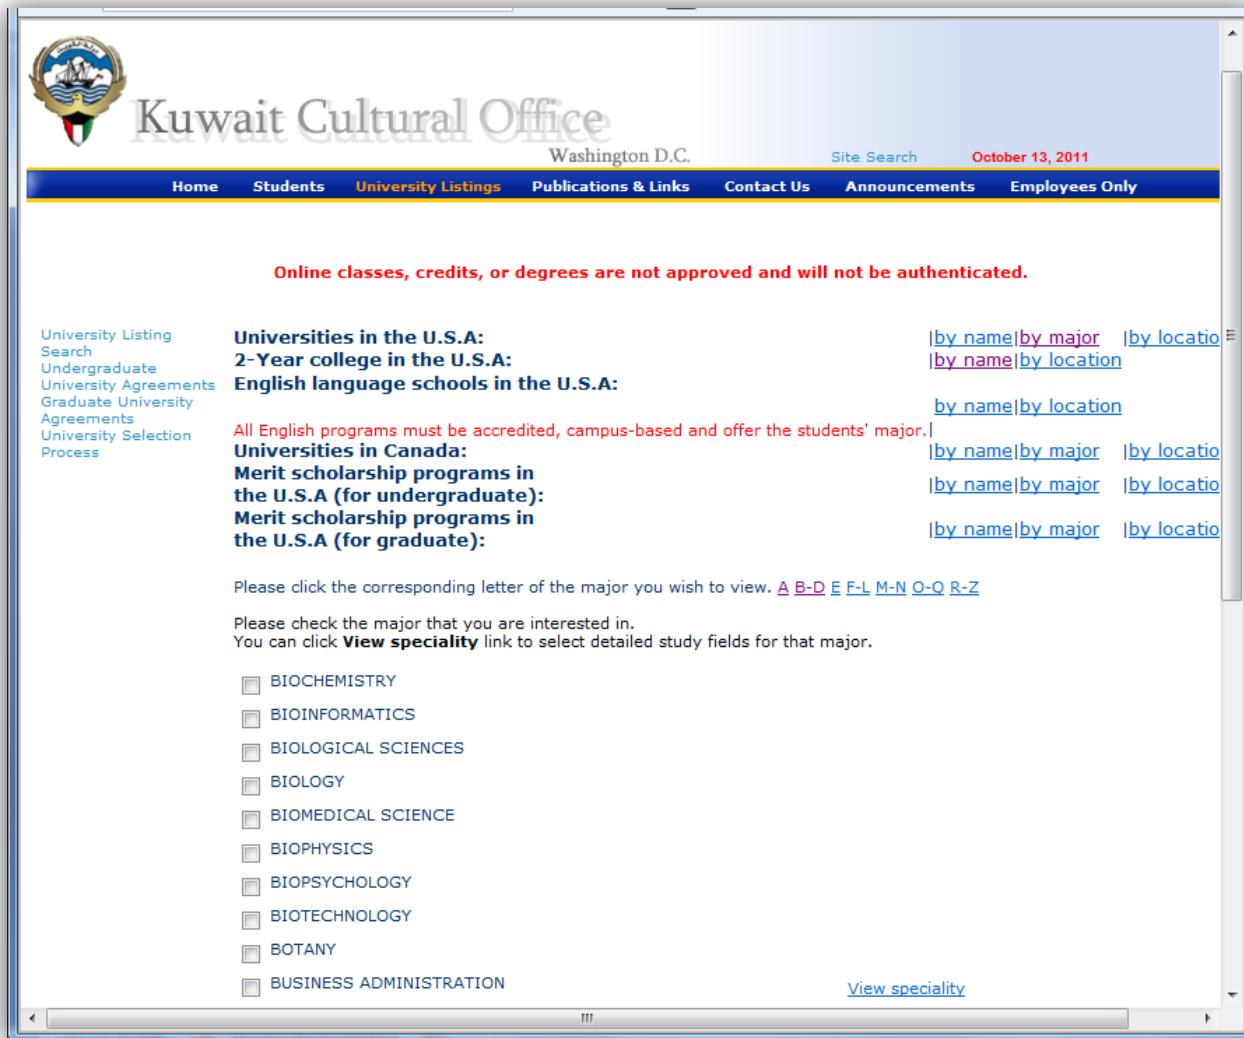 Kuwait Cultural Office
Washington D.C.
Site Search October 13, 2011
Home Students University Listings Publications & Links Contact Us Announcements Employees Only
Online classes, credits, or degrees are not approved and will not be authenticated.
University Listing
Search
Undergraduate
University Agreements
Graduate University
Agreements
University Selection
Process
Universities in the U.S.A: |by name|by major |by locatio
2-Year college in the U.S.A: |by name|by location
English language schools in the U.S.A:
by name|by location
All English programs must be accredited, campus-based and offer the students' major.|
Universities in Canada: |by name|by major |by locatio
Merit scholarship programs in
the U.S.A (for undergraduate): |by name|by major |by locatio
Merit scholarship programs in
the U.S.A (for graduate): |by name|by major |by locatio
Please click the corresponding letter of the major you wish to view. A B-D E F-L M-N O-Q R-Z
Please check the major that you are interested in.
You can click View speciality link to select detailed study fields for that major.
BIOCHEMISTRY
BIOINFORMATICS
BIOLOGICAL SCIENCES
BIOLOGY
BIOMEDICAL SCIENCE
BIOPHYSICS
BIOPSYCHOLOGY
BIOTECHNOLOGY
BOTANY
BUSINESS ADMINISTRATION View speciality